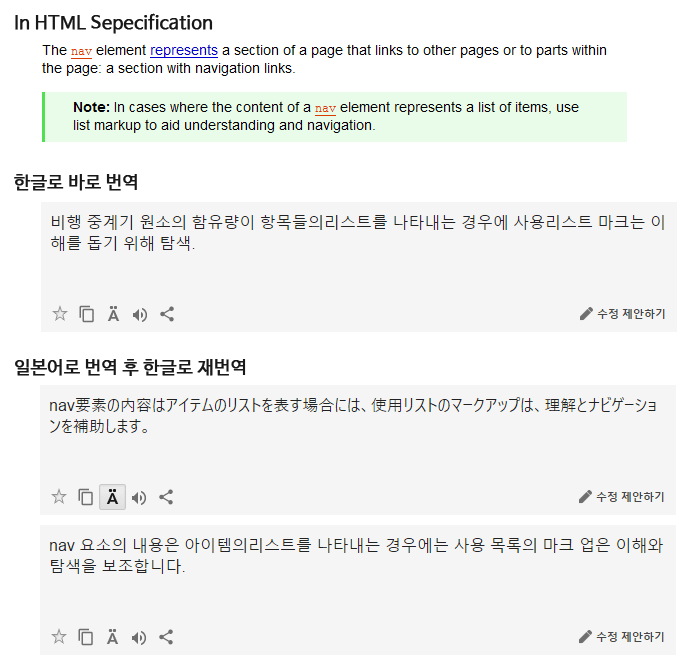 In HTML Sepecification
The nav element represents a section of a page that links to other pages or to parts within
the page: a section with navigation links.
Note: In cases where the content of a nav element represents a list of items, use
list markup to aid understanding and navigation.
한글로 바로 번역
비행 중계기 원소의 함유량이 항목들의리스트를 나타내는 경우에 사용리스트 마크는 이
해를 돕기 위해 탐색.
Ä
수정 제안하기
일본어로 번역 후 한글로 재번역
nav要素の内容はアイテムのリストを表す場合には、使用リストのマークアップは、理解とナビゲーショ
ンを補助します。
Ä
수정 제안하기
nav 요소의 내용은 아이템의리스트를 나타내는 경우에는 사용 목록의 마크 업은 이해와
탐색을 보조합니다.
Ä
수정 제안하기